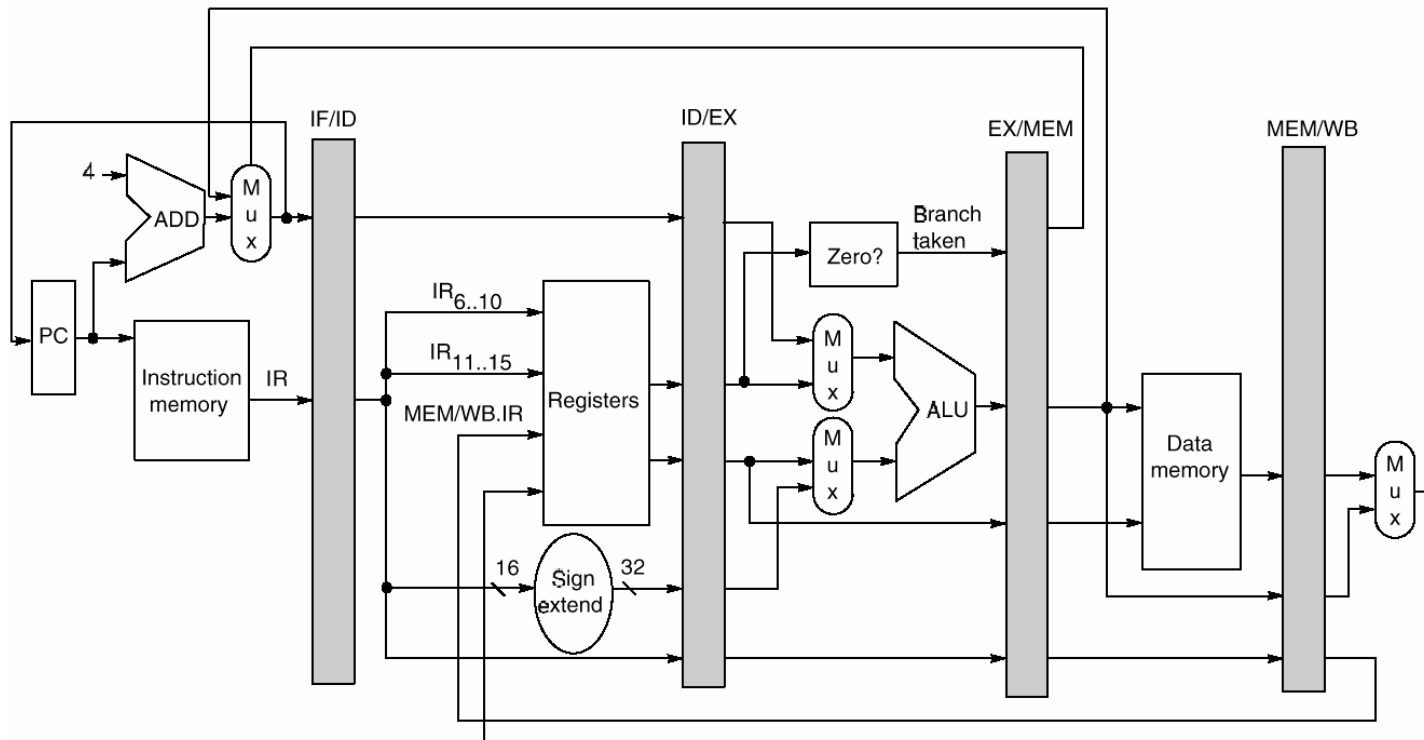 IF/ID
ID/EX
EX/MEM
MEM/WB
4
ADD
M
u
x
PC
Instruction
memory
IR
IR6..10
IR11..15
MEM/WB.IR
Registers
16
Sign
extend
32
Zero?
Branch
taken
M
u
x
M
u
x
ALU
Data
memory
M
u
x